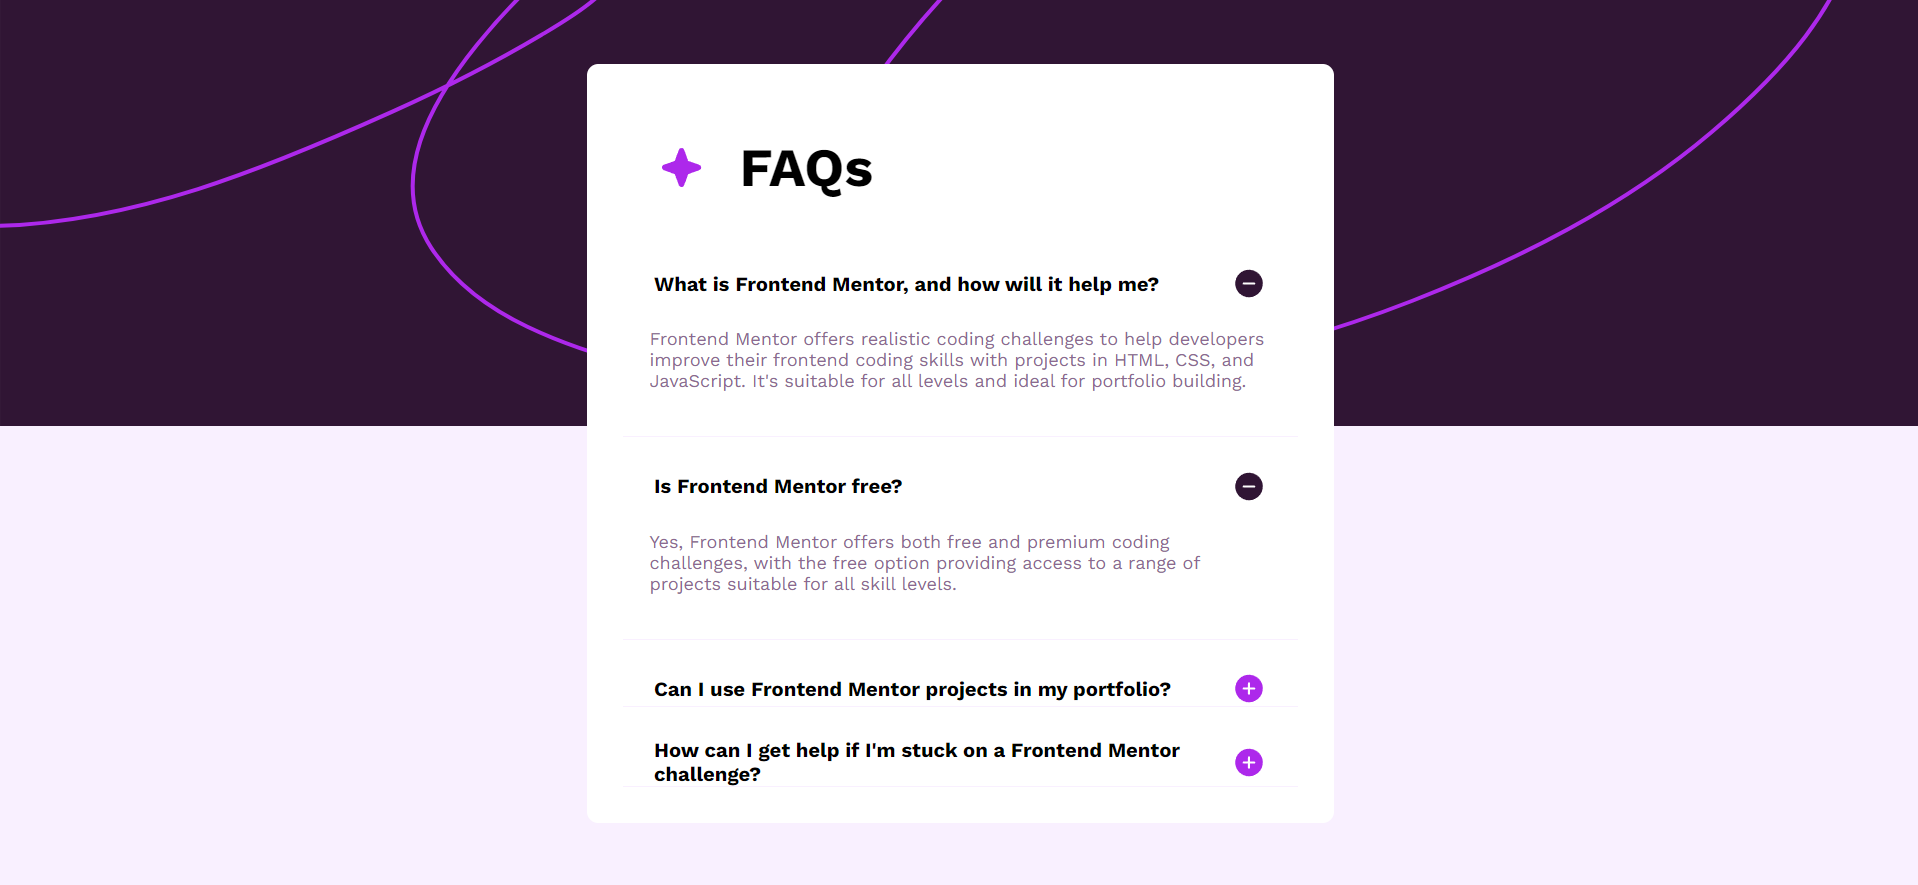 FAQs
What is Frontend Mentor, and how will it help me?
Frontend Mentor offers realistic coding challenges to help developers
improve their frontend coding skills with projects in HTML, CSS, and
JavaScript. It's suitable for all levels and ideal for portfolio building.
Is Frontend Mentor free?
Yes, Frontend Mentor offers both free and premium coding
challenges, with the free option providing access to a range of
projects suitable for all skill levels.
Can I use Frontend Mentor projects in my portfolio?
How can I get help if I'm stuck on a Frontend Mentor
challenge?